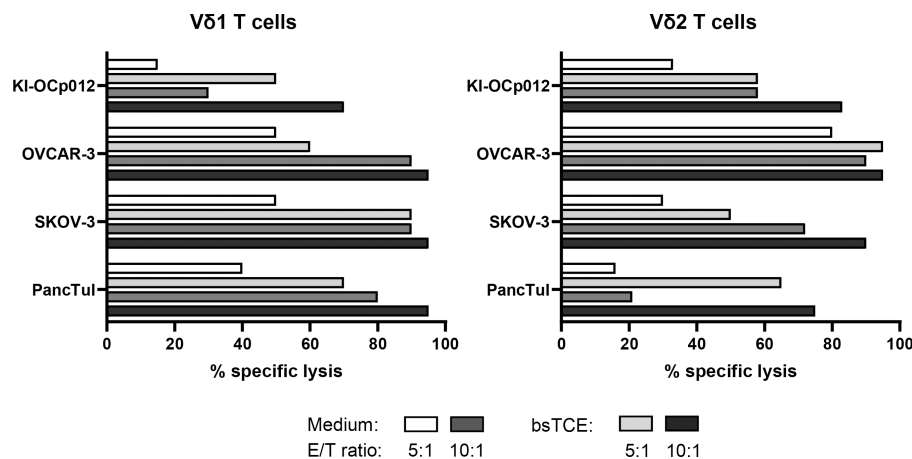 Vδ1 T cells
KI-OCp012
OVCAR-3
SKOV-3
PancTul
0 20 40 60 80 100
% specific lysis
Vδ2 T cells
KI-OCp012
OVCAR-3
SKOV-3
PancTul
0 20 40 60 80 100
% specific lysis
Medium: bsTCE:
E/T ratio: 5:1 10:1 5:1 10:1